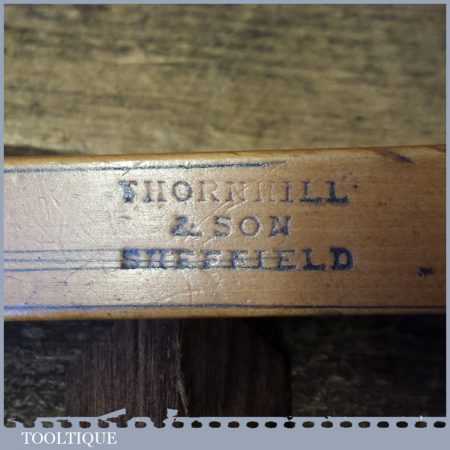 THORNHILL
& SON
SHEFFIELD
TOOLTIQUE